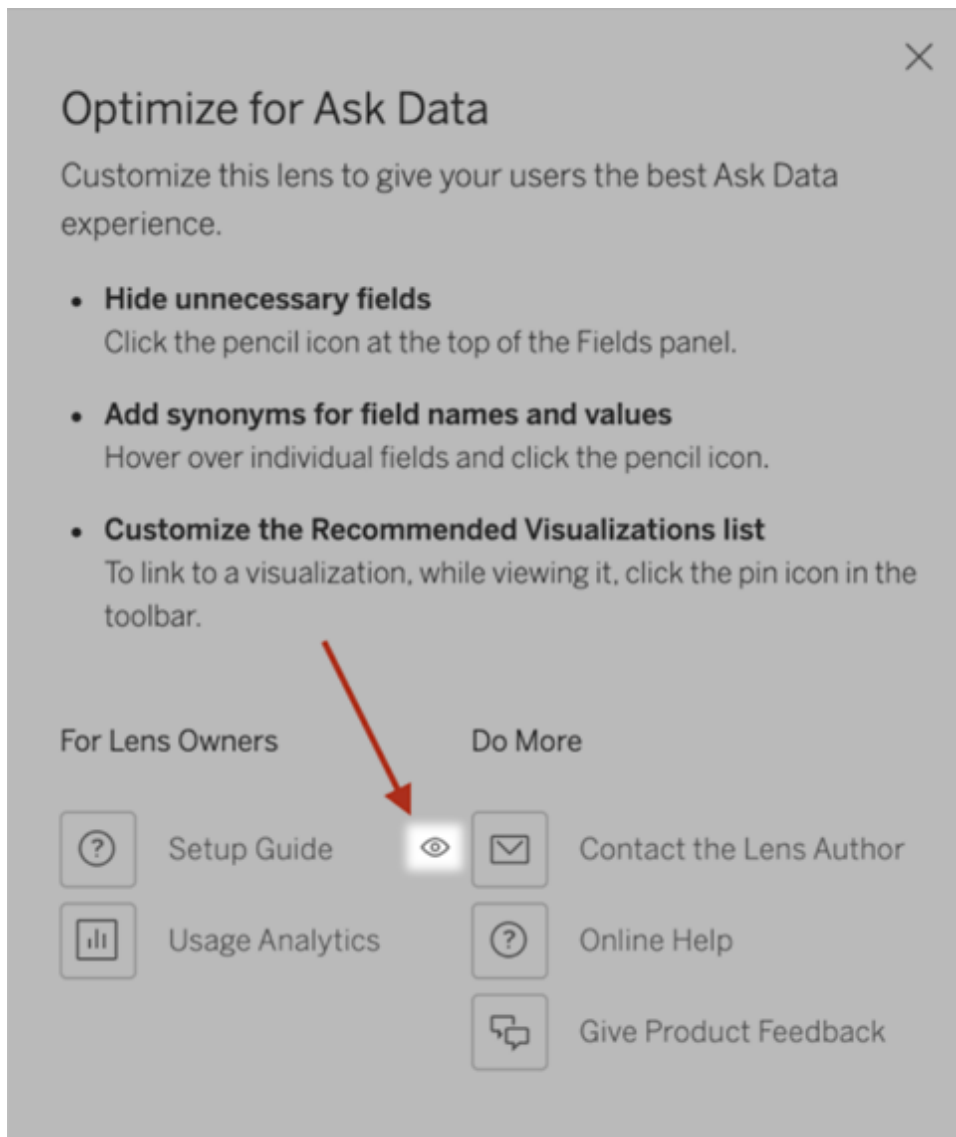 Optimize for Ask Data
Customize this lens to give your users the best Ask Data
experience.
• Hide unnecessary fields
Click the pencil icon at the top of the Fields panel.
• Add synonyms for field names and values
Hover over individual fields and click the pencil icon.
• Customize the Recommended Visualizations list
To link to a visualization, while viewing it, click the pin icon in the
toolbar.
For Lens Owners
Setup Guide
Usage Analytics
Do More
Contact the Lens Author
Online Help
Give Product Feedback